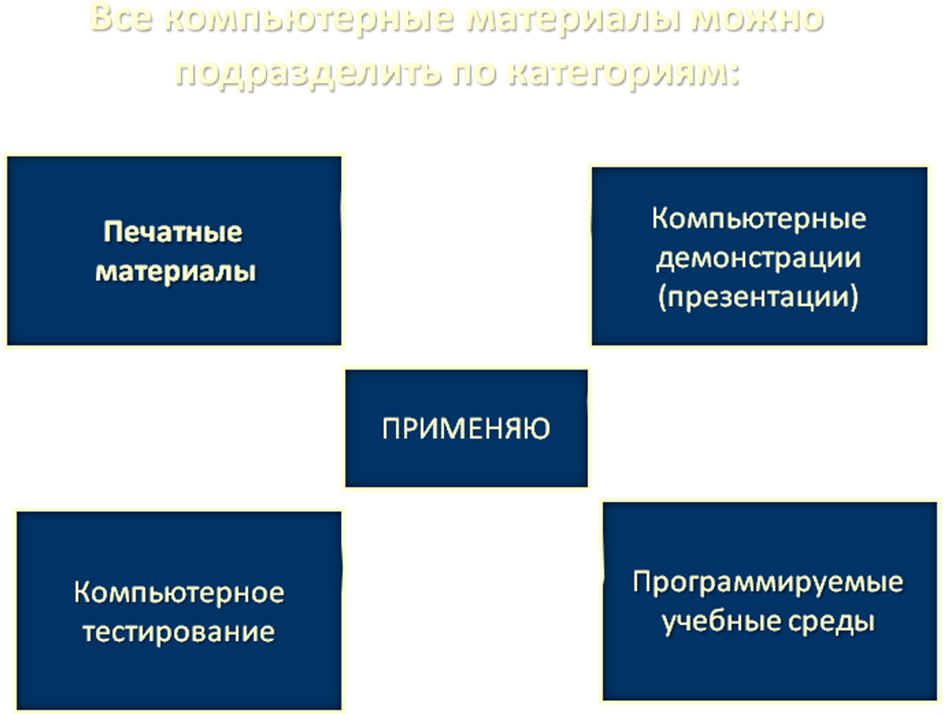 Все компьютерные материалы можно
подразделить по категориям:
Печатные
материалы
Компьютерные
демонстрации
(презентации)
ПРИМЕНЯЮ
Компьютерное
тестирование
Программируемые
учебные среды